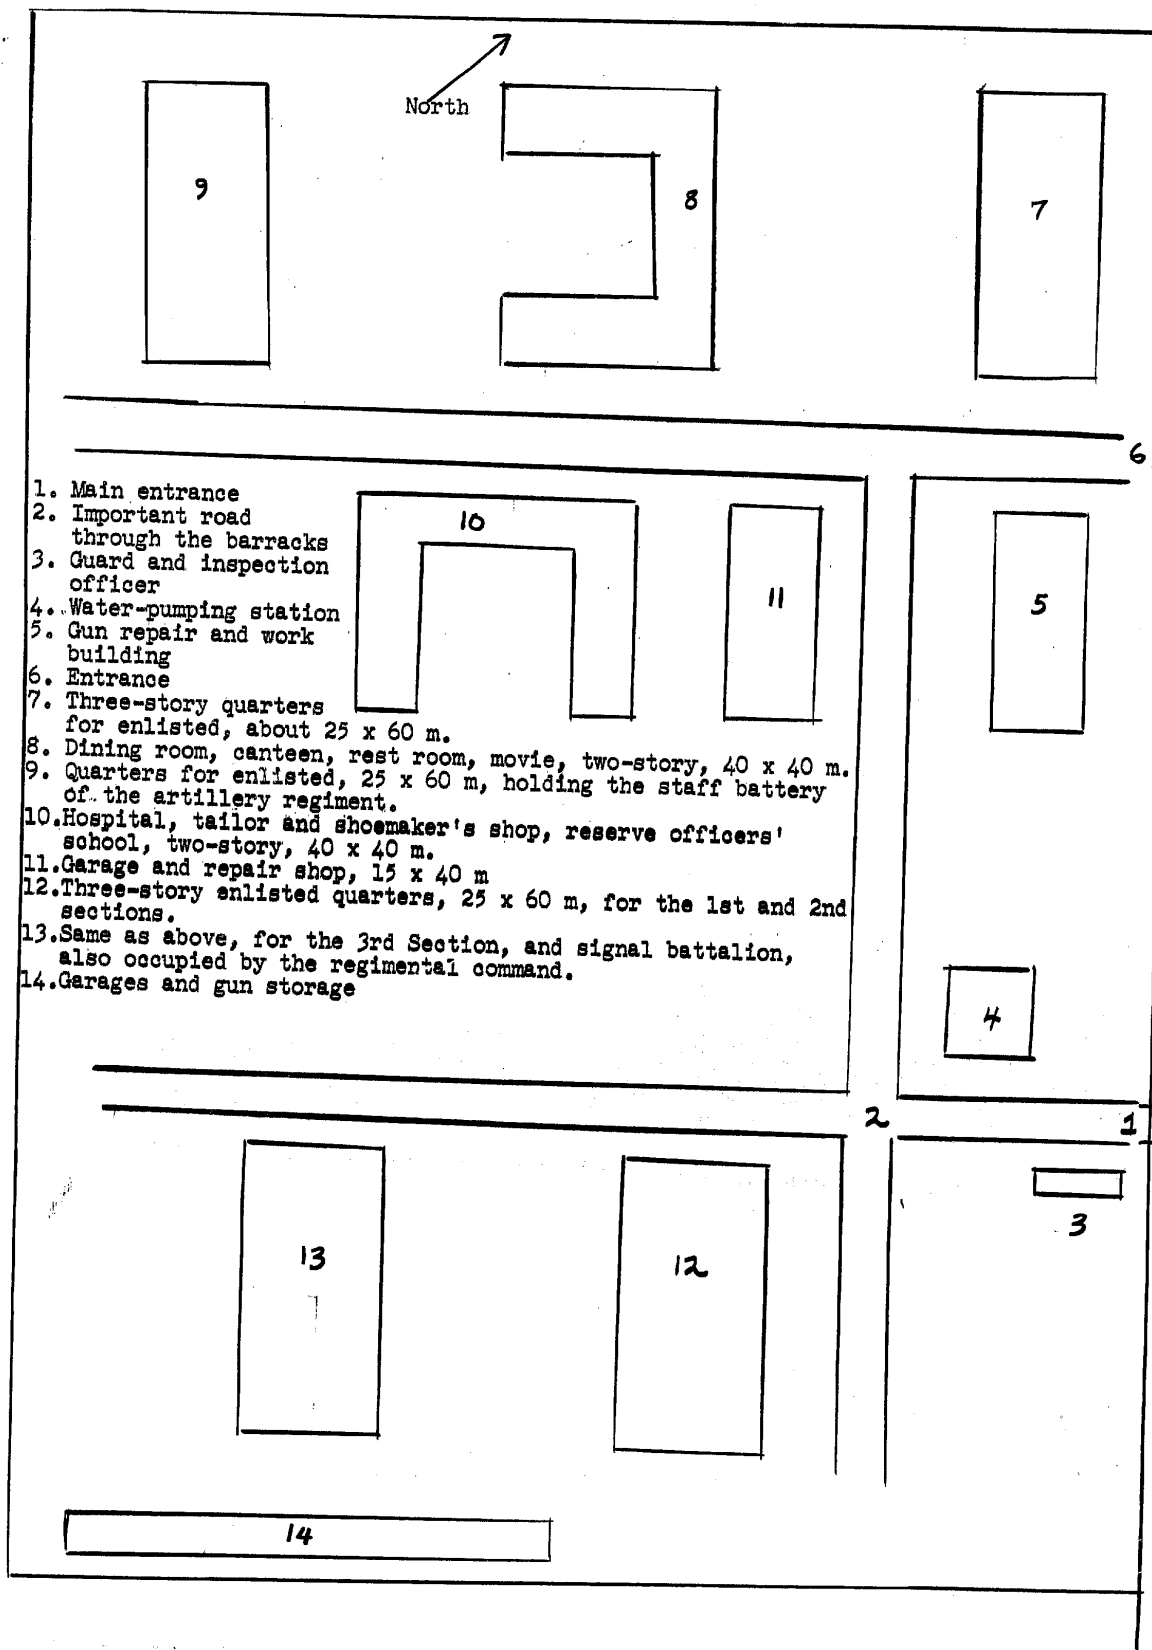 North
9
8
7
6
1. Main entrance
2. Important road
through the barracks
3. Guard and inspection
officer
4. Water-pumping station
5. Gun repair and work
building
6. Entrance
7. Three-story quarters
for enlisted, about 25 x 60 m.
8. Dining room, canteen, rest room, movie, two-story, 40 x 40 m.
9. Quarters for enlisted, 25 x 60 m, holding the staff battery
of the artillery regiment.
10.Hospital, tailor and shoemaker's shop, reserve officers'
school, two-story, 40 x 40 m.
11.Garage and repair shop, 15 x 40 m
12.Three-story enlisted quarters, 25 x 60 m, for the 1st and 2nd
sections.
13.Same as above, for the 3rd Section, and signal battalion,
also occupied by the regimental command.
14.Garages and gun storage
10
11
5
4
2
1
3
13
12
14